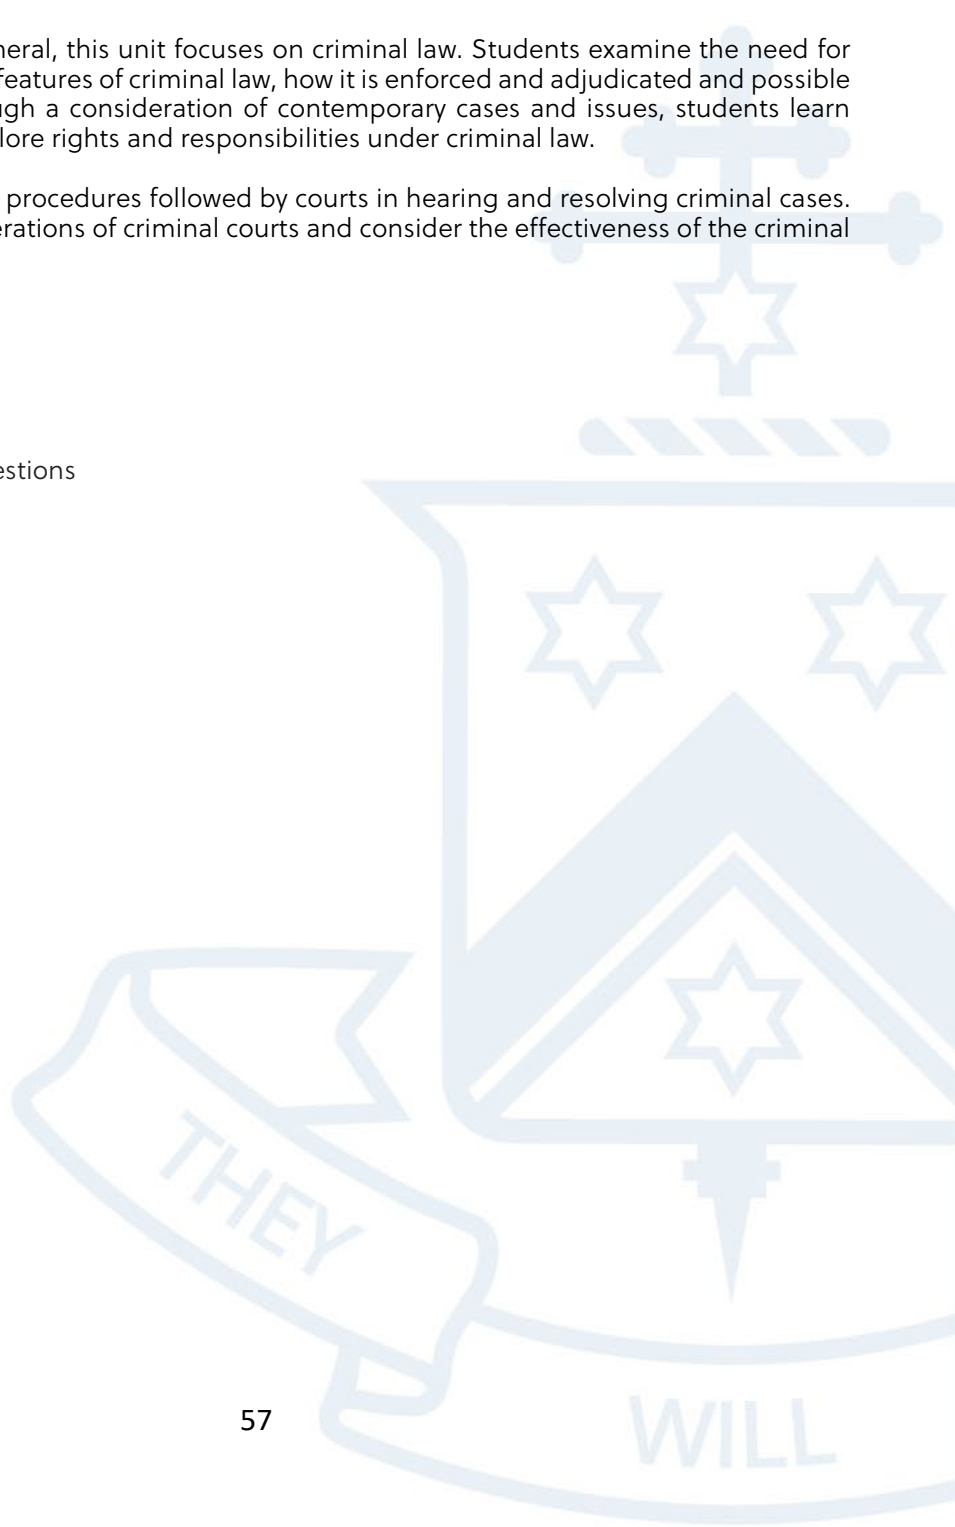 neral, this unit focuses on criminal law. Students examine the need for
features of criminal law, how it is enforced and adjudicated and possible
ugh a consideration of contemporary cases and issues, students learn
lore rights and responsibilities under criminal law.
procedures followed by courts in hearing and resolving criminal cases.
erations of criminal courts and consider the effectiveness of the criminal
estions
THEY
WILL
57